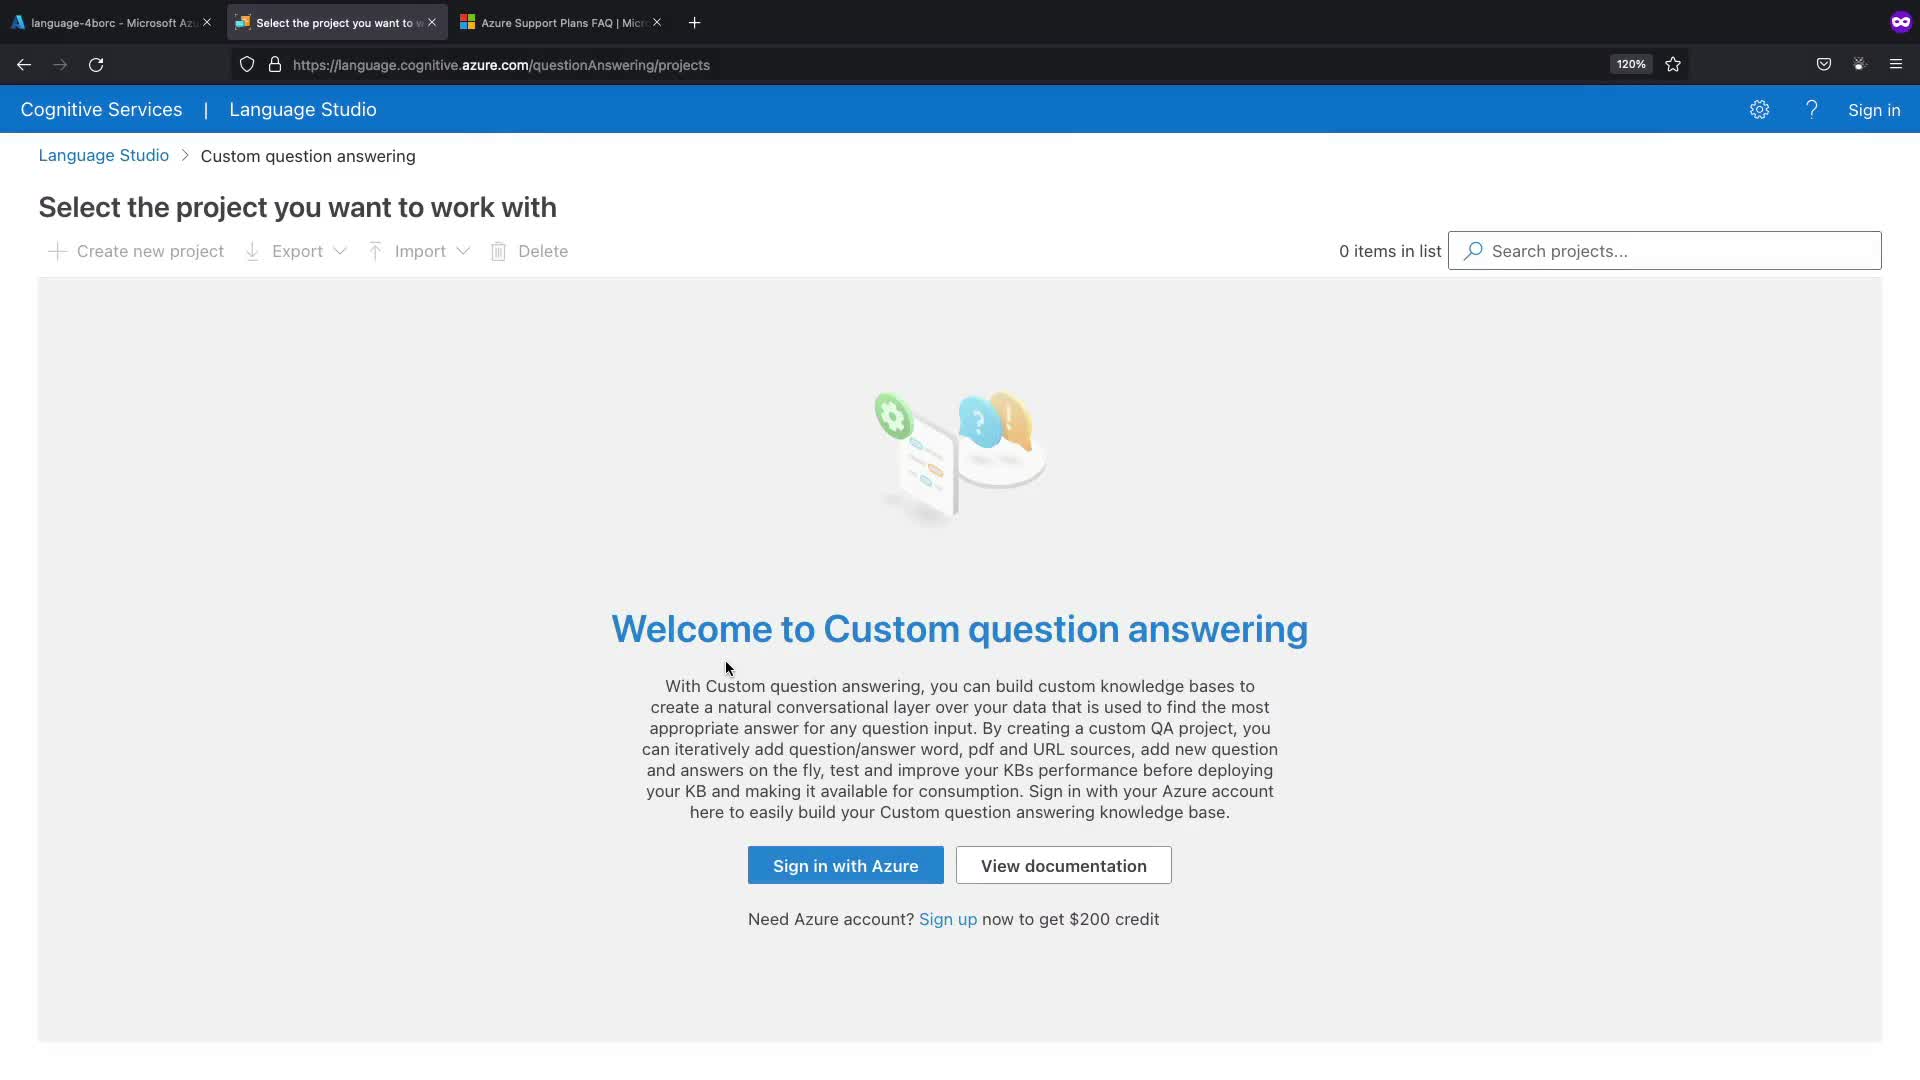 language-4borc - Microsoft Az
Select the project you want to w
Azure Support Plans FAQ | Micr
https://language.cognitive.azure.com/questionAnswering/projects
120%
Cognitive Services | Language Studio
Sign in
Language Studio > Custom question answering
Select the project you want to work with
Create new project
Export
Import
Delete
0 items in list
Search projects...
Welcome to Custom question answering
With Custom question answering, you can build custom knowledge bases to
create a natural conversational layer over your data that is used to find the most
appropriate answer for any question input. By creating a custom QA project, you
can iteratively add question/answer word, pdf and URL sources, add new question
and answers on the fly, test and improve your KBs performance before deploying
your KB and making it available for consumption. Sign in with your Azure account
here to easily build your Custom question answering knowledge base.
Sign in with Azure
View documentation
Need Azure account? Sign up now to get $200 credit